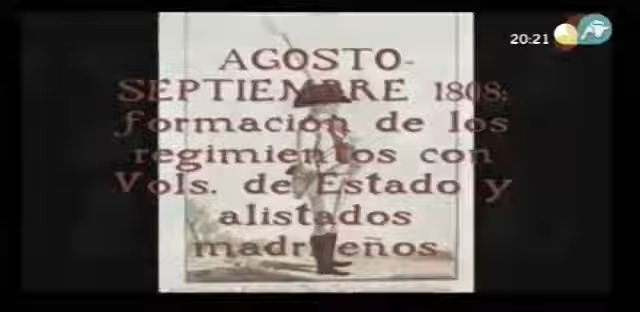 20:21
AGOSTO-
SEPTIEMBRE 1808:
formación de los
regimientos con
Vols. de Estado y
alistados
madrileños